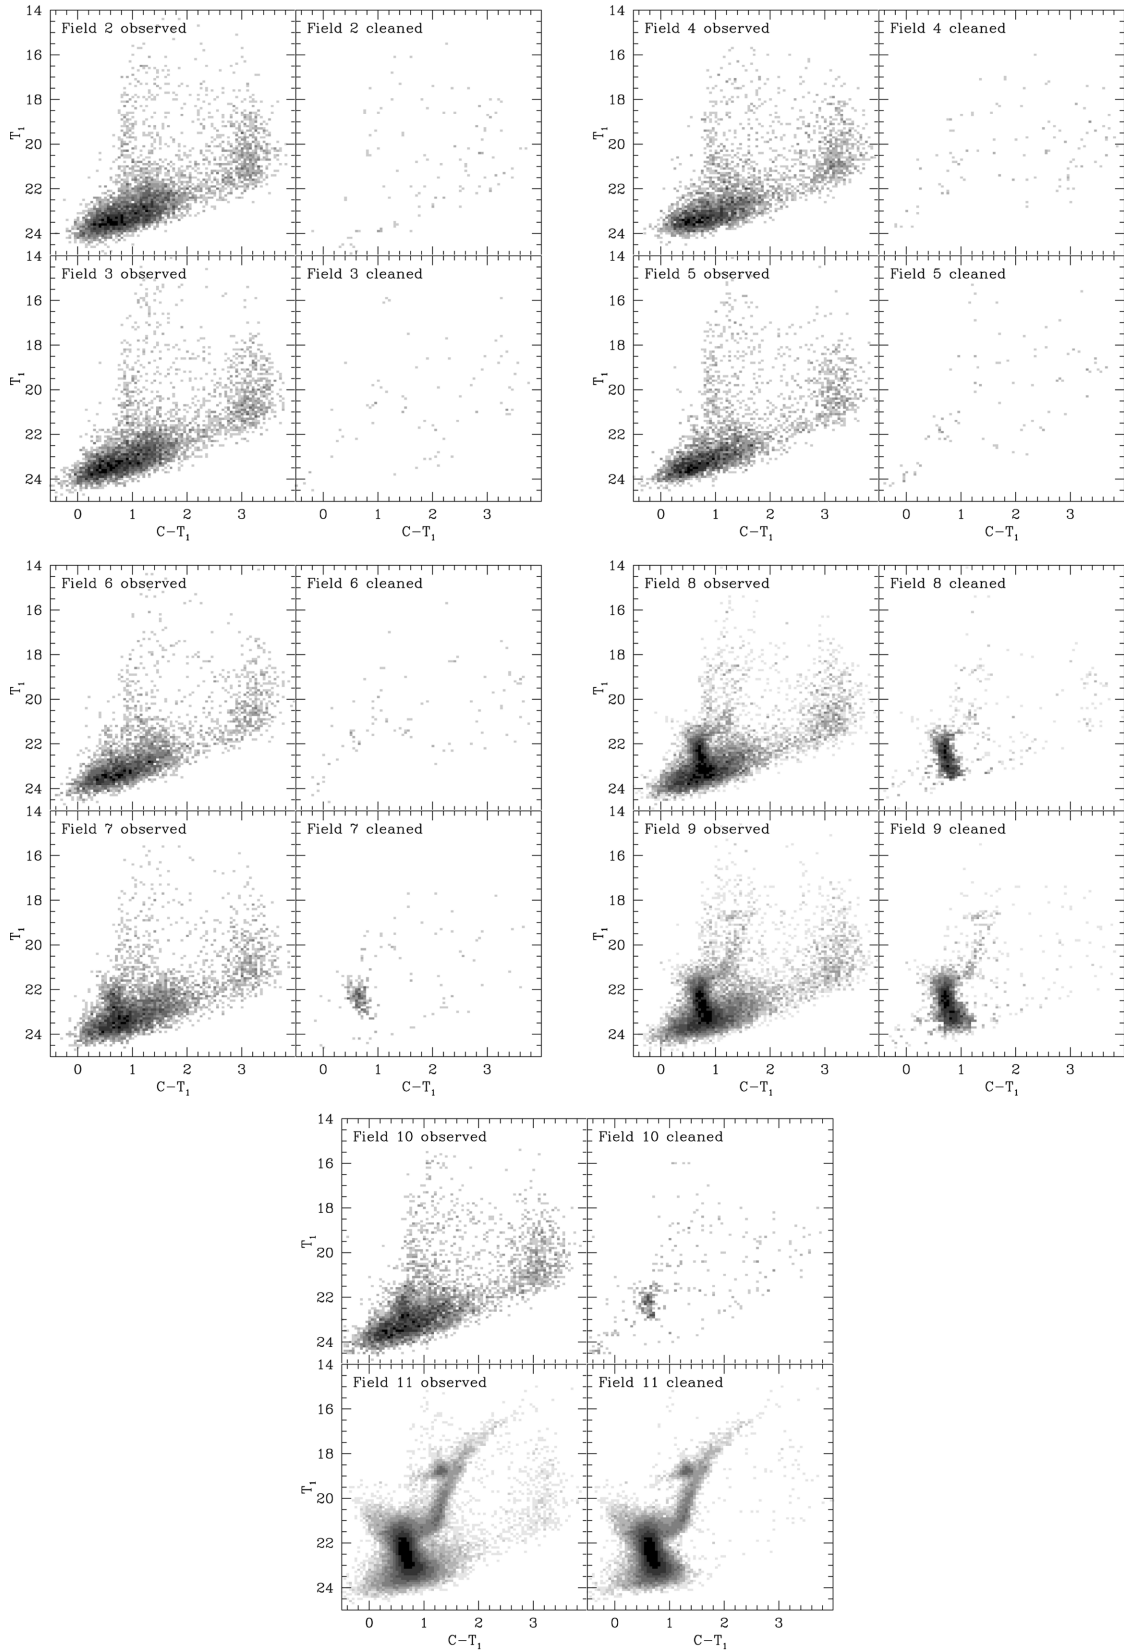 Field 2 observed
Field 2 cleaned
Field 4 observed
Field 4 cleaned
14
16
18
20
22
24
T₁
14
16
18
20
22
24
T₁
Field 3 observed
Field 3 cleaned
Field 5 observed
Field 5 cleaned
14
16
18
20
22
24
T₁
14
16
18
20
22
24
T₁
0 1 2 3 0 1 2 3
0 1 2 3 0 1 2 3
C−T₁ C−T₁
C−T₁ C−T₁
Field 6 observed
Field 6 cleaned
Field 8 observed
Field 8 cleaned
14
16
18
20
22
24
T₁
14
16
18
20
22
24
T₁
Field 7 observed
Field 7 cleaned
Field 9 observed
Field 9 cleaned
14
16
18
20
22
24
T₁
14
16
18
20
22
24
T₁
0 1 2 3 0 1 2 3
0 1 2 3 0 1 2 3
C−T₁ C−T₁
C−T₁ C−T₁
Field 10 observed
Field 10 cleaned
14
16
18
20
22
24
T₁
Field 11 observed
Field 11 cleaned
14
16
18
20
22
24
T₁
0 1 2 3 0 1 2 3
C−T₁ C−T₁